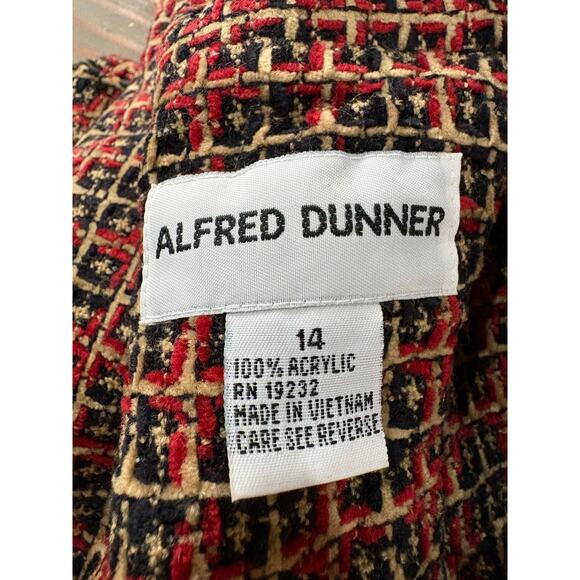 ALFRED DUNNER
14
100% ACRYLIC
RN 19232
MADE IN VIETNAM
CARE SEE REVERSE